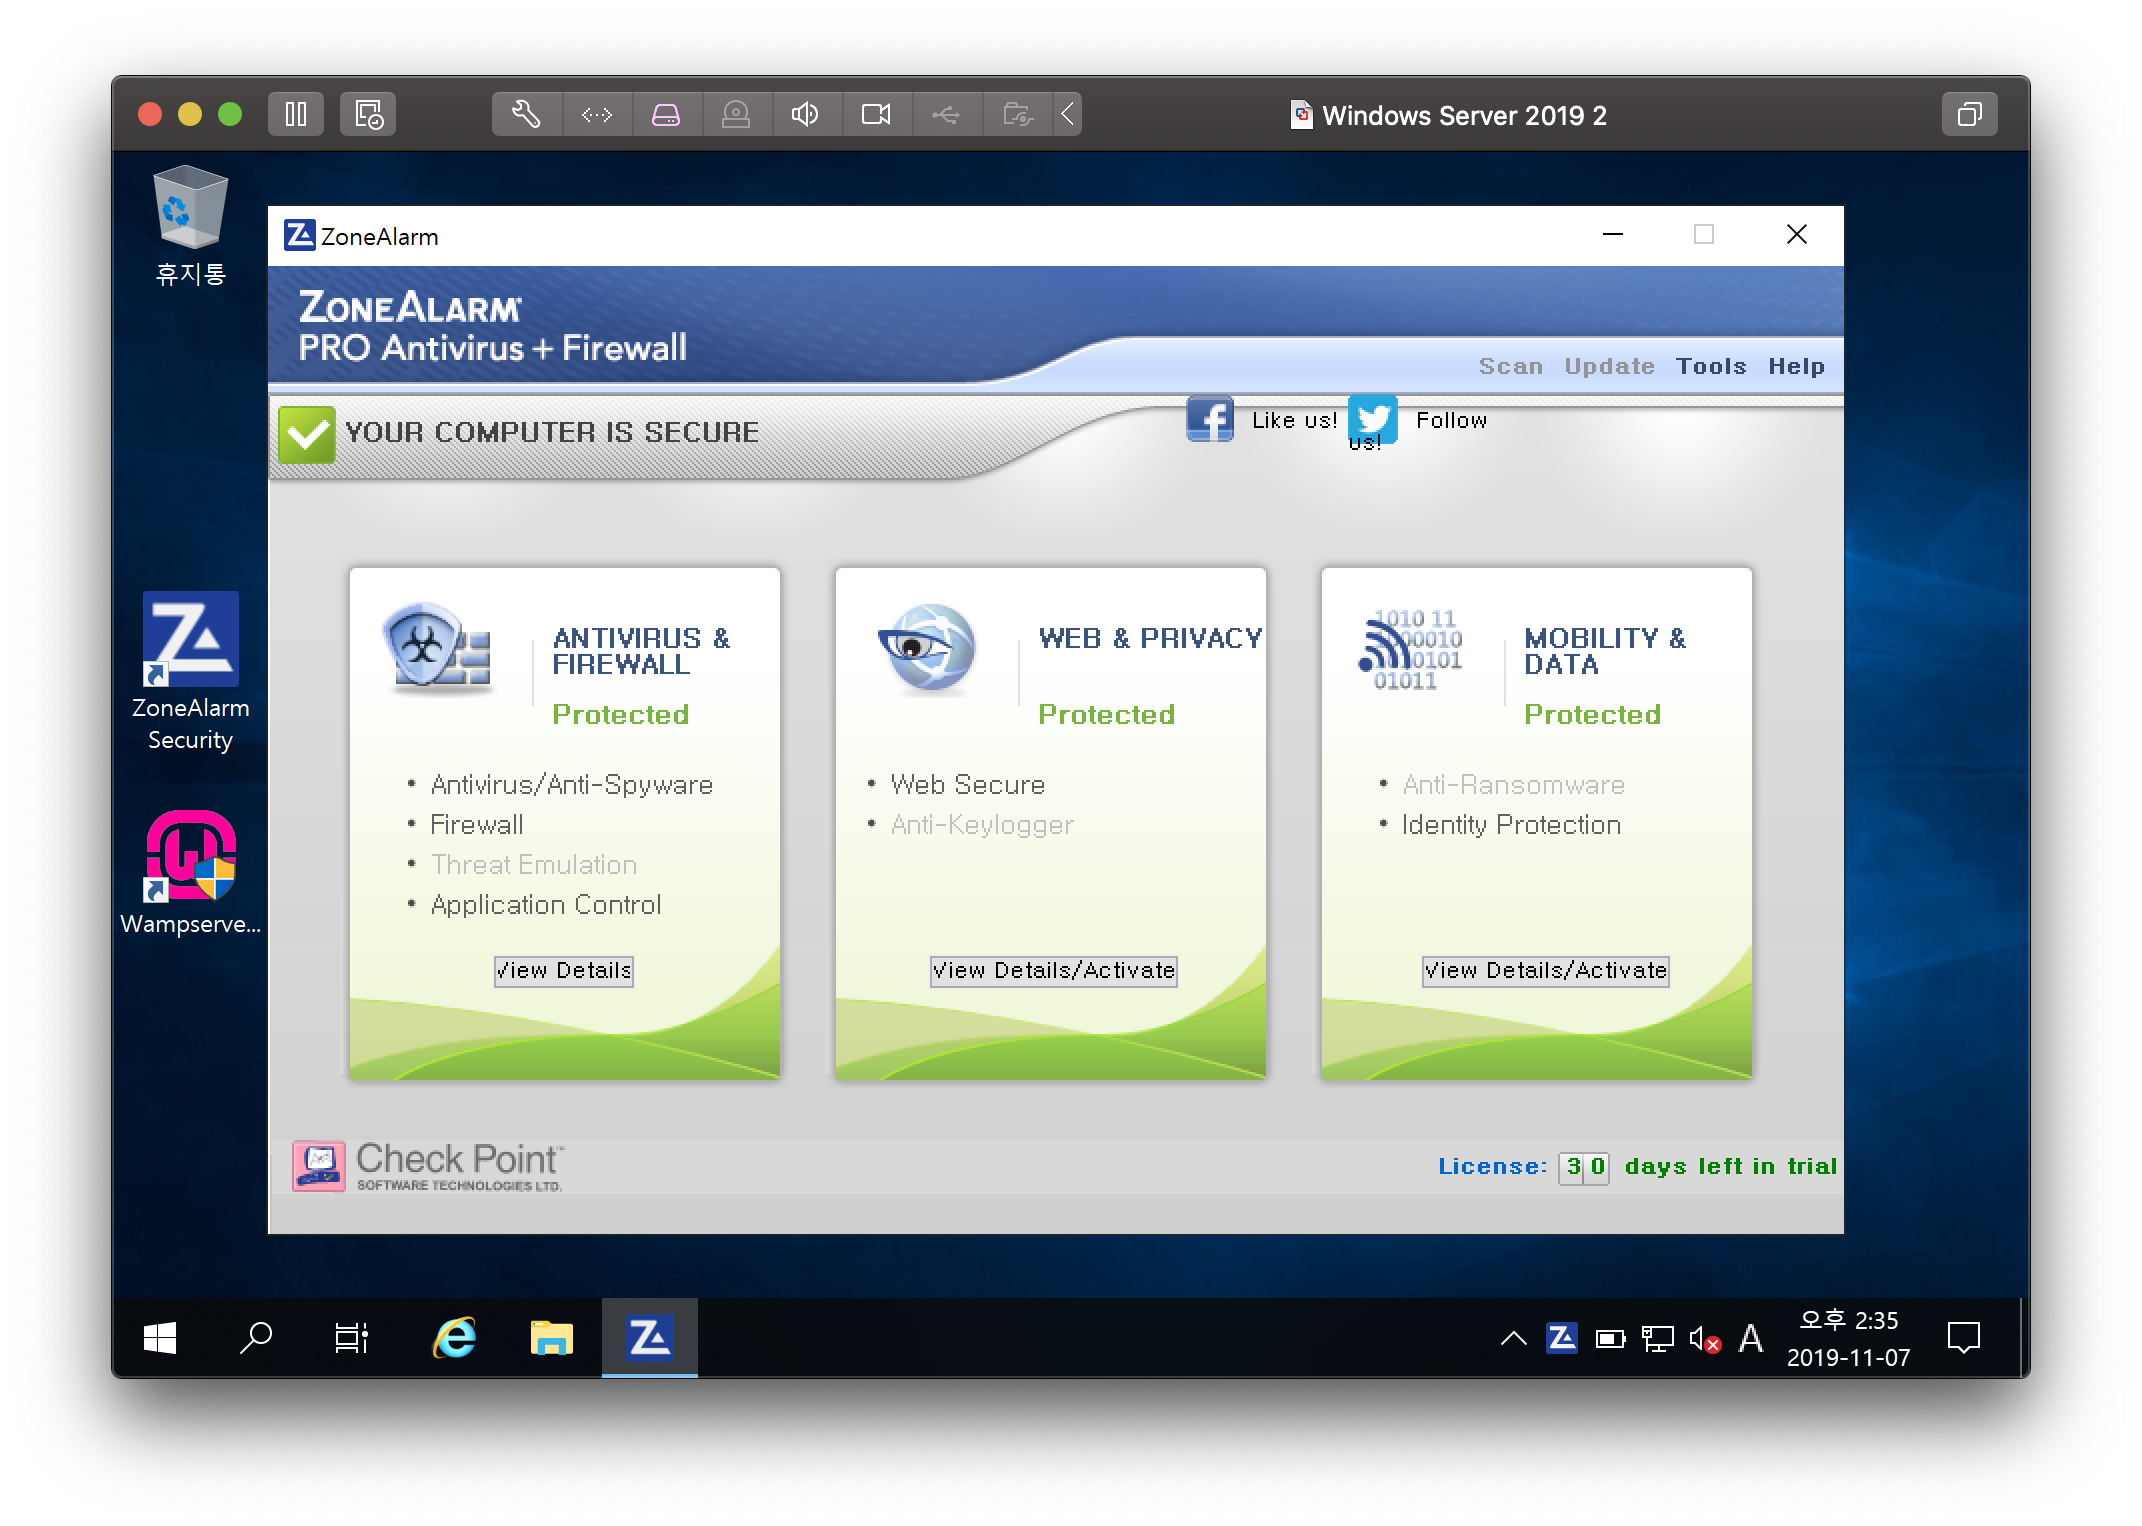 Windows Server 2019 2
휴지통
ZoneAlarm
ZONEALARM
PRO Antivirus + Firewall
Scan Update Tools Help
YOUR COMPUTER IS SECURE
Like us! Follow
us!
ANTIVIRUS &
FIREWALL
Protected
• Antivirus/Anti-Spyware
• Firewall
• Threat Emulation
• Application Control
View Details
WEB & PRIVACY
Protected
• Web Secure
• Anti-Keylogger
View Details/Activate
1010 11
01011
MOBILITY &
DATA
Protected
• Anti-Ransomware
• Identity Protection
View Details/Activate
ZoneAlarm
Security
Wampserve...
Check Point™
SOFTWARE TECHNOLOGIES LTD.
License: 30 days left in trial
A
오후 2:35
2019-11-07